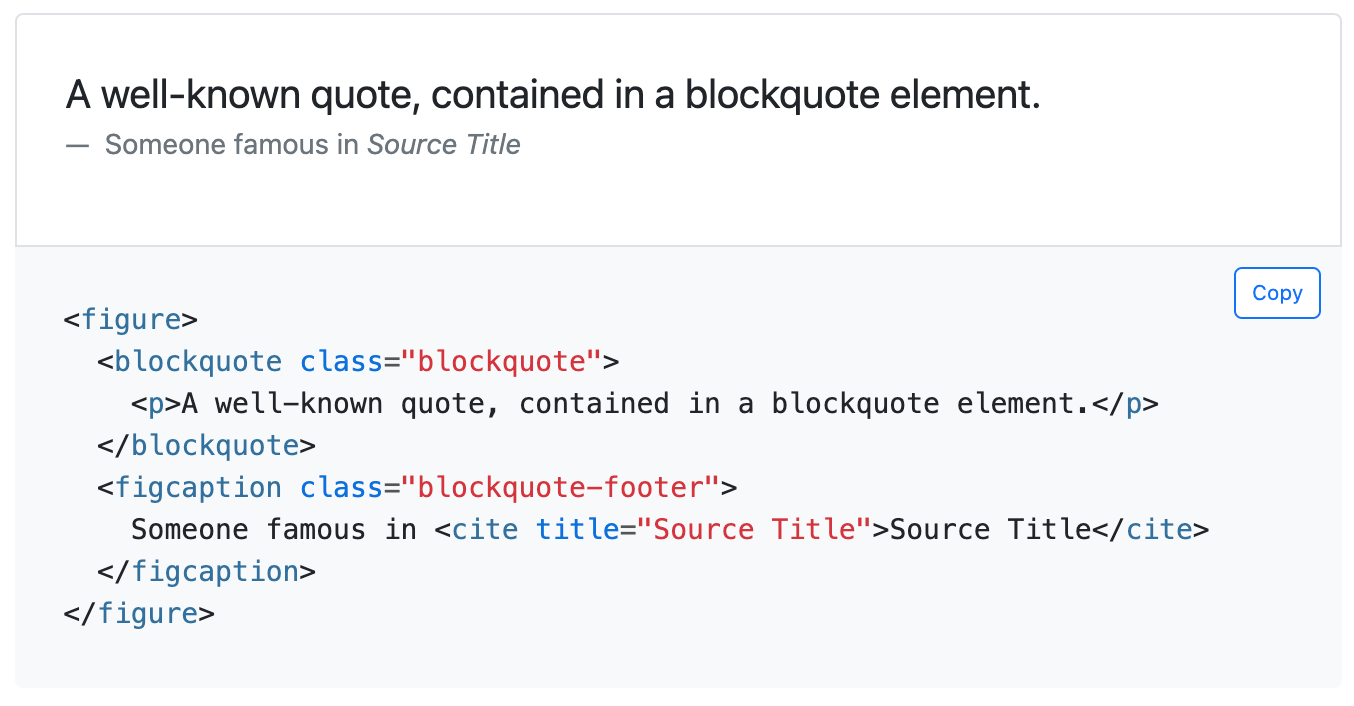 A well-known quote, contained in a blockquote element.
— Someone famous in Source Title
Copy
<figure>
  <blockquote class="blockquote">
    <p>A well-known quote, contained in a blockquote element.</p>
  </blockquote>
  <figcaption class="blockquote-footer">
    Someone famous in <cite title="Source Title">Source Title</cite>
  </figcaption>
</figure>